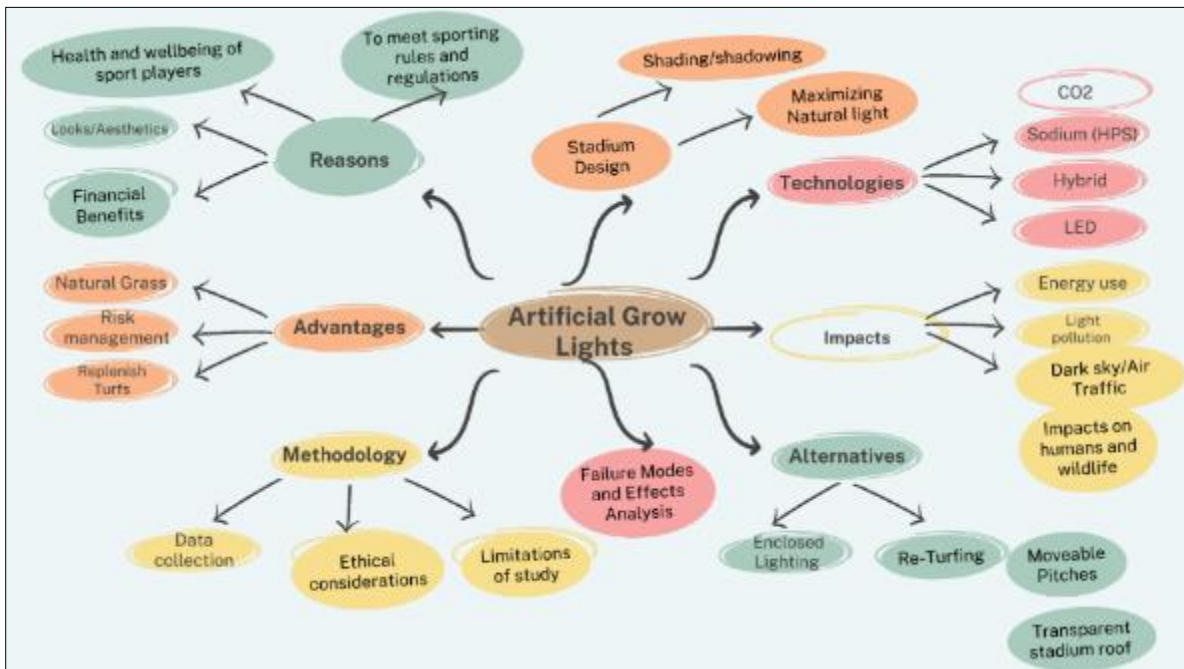 Health and wellbeing of
sport players
To meet sporting
rules and
regulations
Looks/Aesthetics
Reasons
Financial
Benefits
Shading/shadowing
Maximizing
Natural light
Stadium
Design
CO2
Sodium (HPS)
Technologies
Hybrid
LED
Natural Grass
Risk
management
Replenish
Turfs
Advantages
Artificial Grow
Lights
Impacts
Energy use
Light
pollution
Dark sky/Air
Traffic
Impacts on
humans and
wildlife
Methodology
Data
collection
Ethical
considerations
Limitations
of study
Failure Modes
and Effects
Analysis
Alternatives
Enclosed
Lighting
Re-Turfing
Moveable
Pitches
Transparent
stadium roof